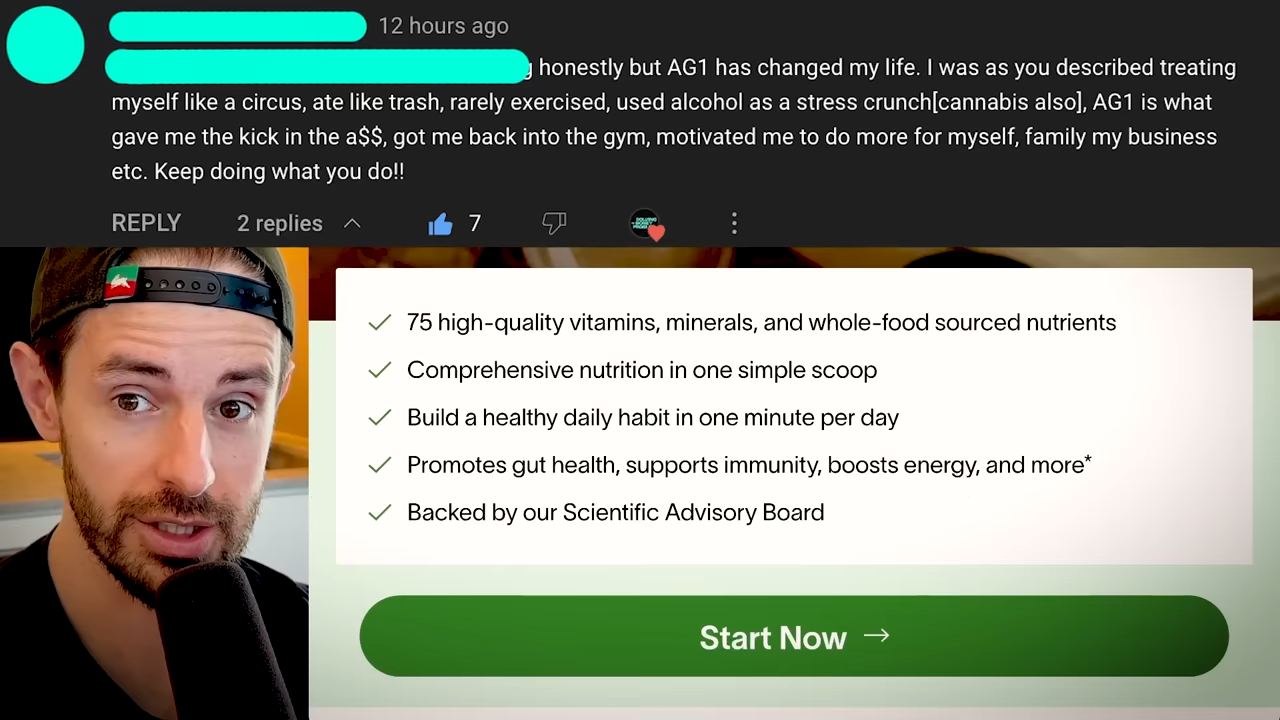 12 hours ago
honestly but AG1 has changed my life. I was as you described treating
myself like a circus, ate like trash, rarely exercised, used alcohol as a stress crunch[cannabis also], AG1 is what
gave me the kick in the a$$, got me back into the gym, motivated me to do more for myself, family my business
etc. Keep doing what you do!!
REPLY 2 replies 7
75 high-quality vitamins, minerals, and whole-food sourced nutrients
Comprehensive nutrition in one simple scoop
Build a healthy daily habit in one minute per day
Promotes gut health, supports immunity, boosts energy, and more*
Backed by our Scientific Advisory Board
Start Now →